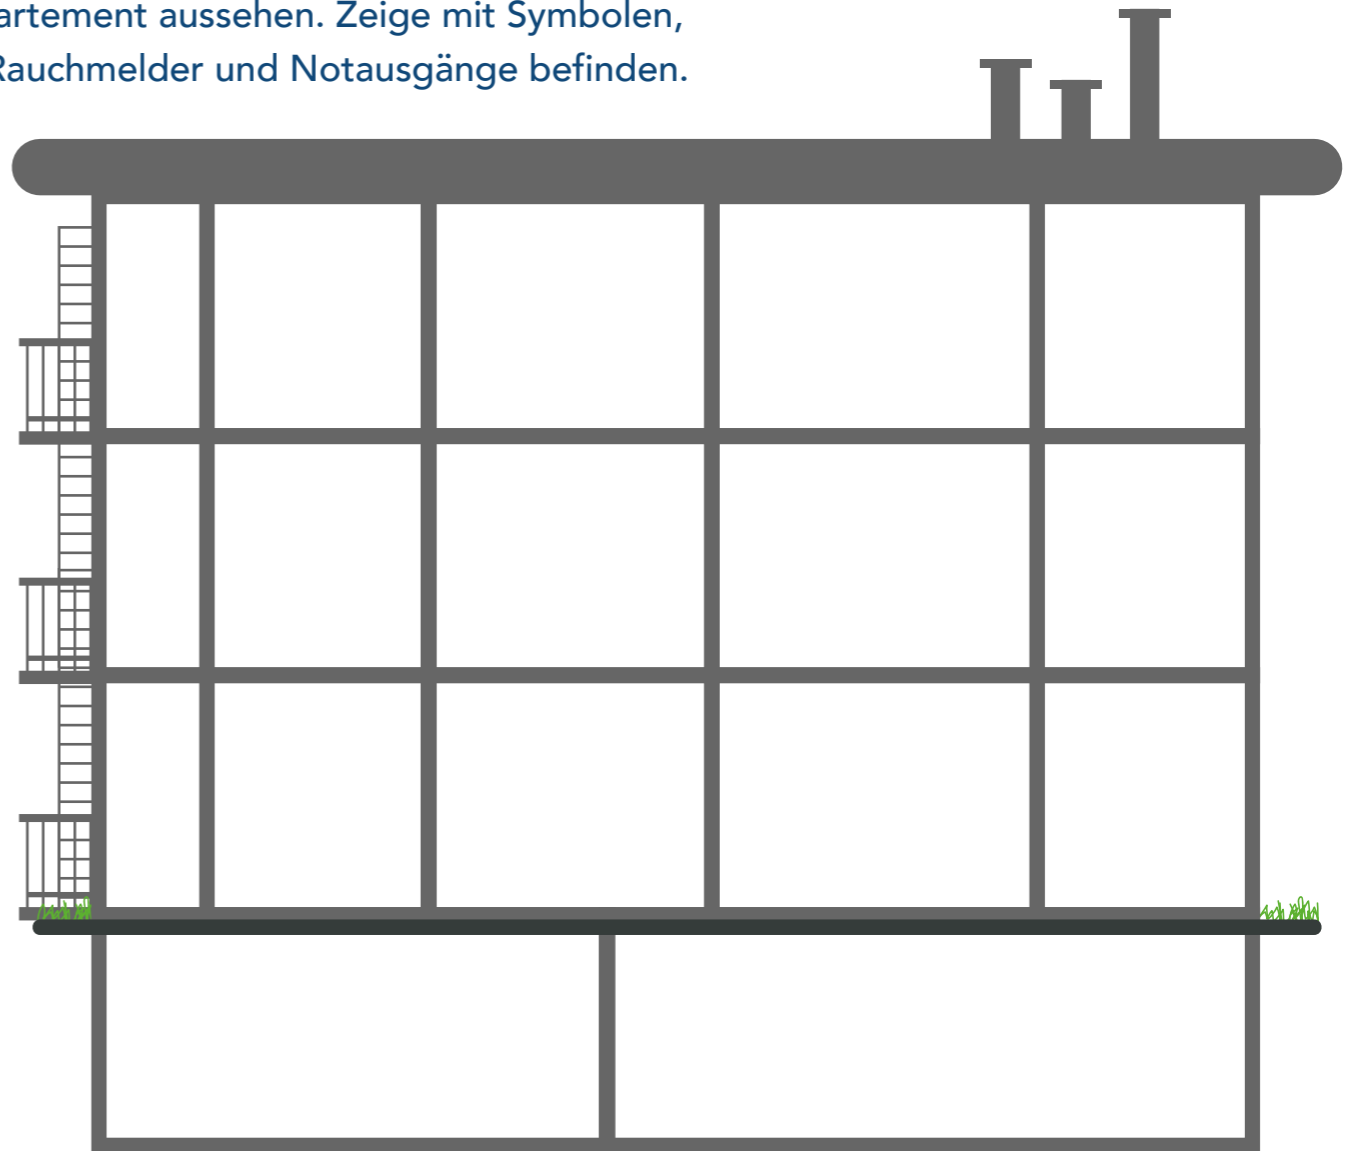 artement aussehen. Zeige mit Symbolen,
Rauchmelder und Notausgänge befinden.